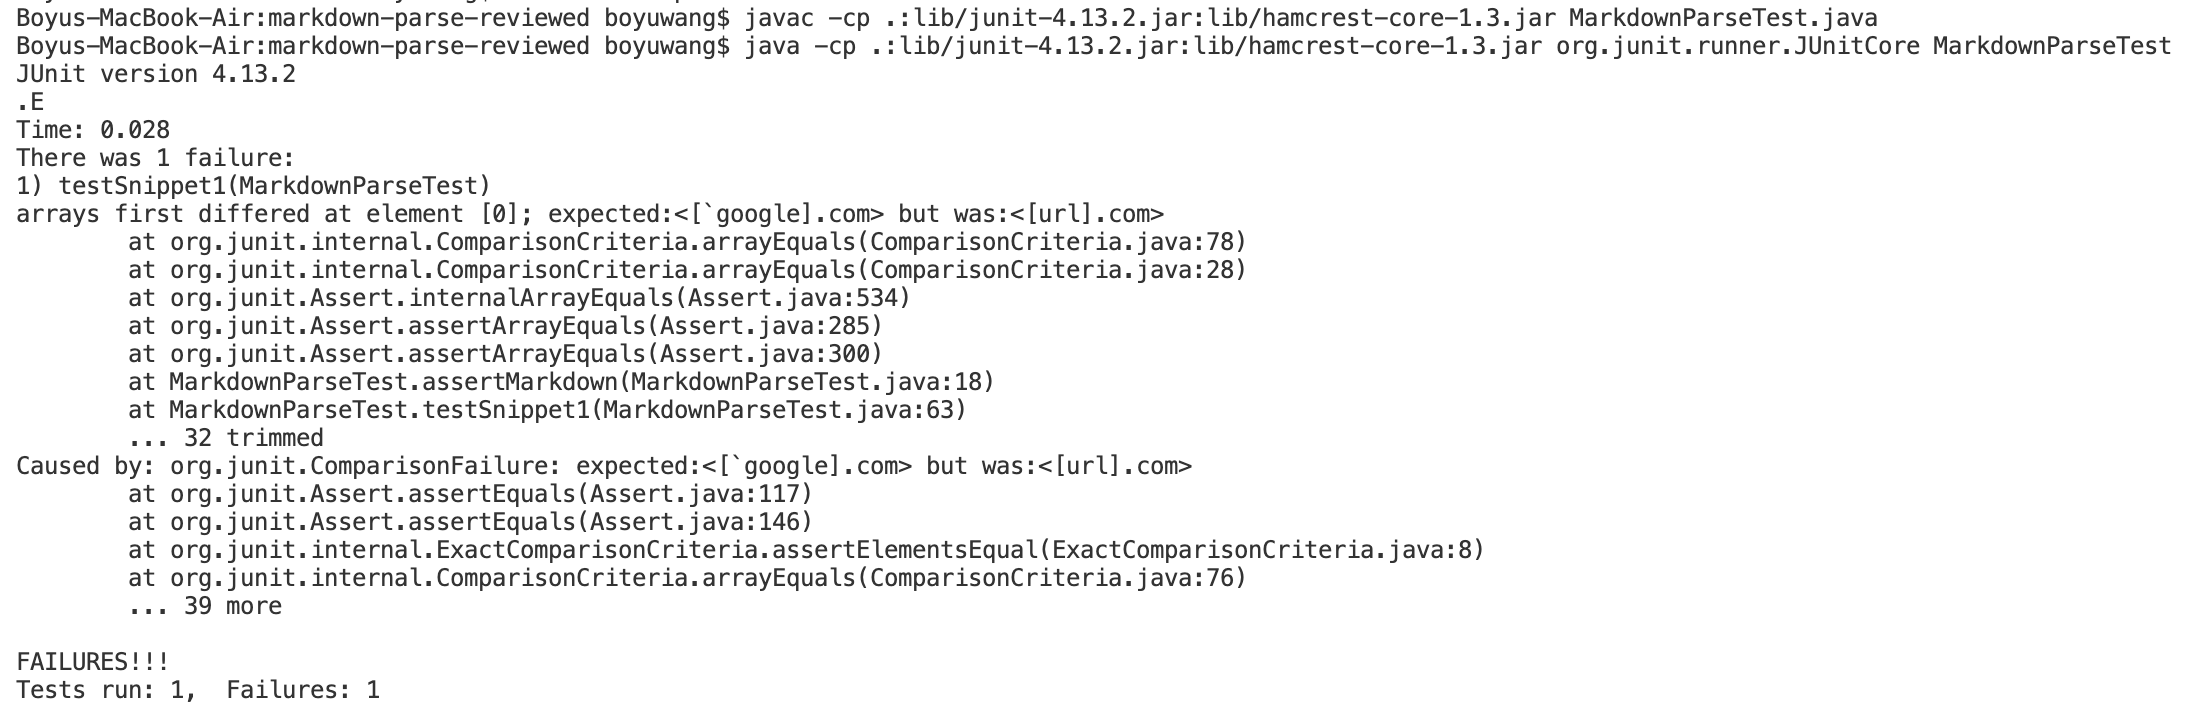 Boyus-MacBook-Air:markdown-parse-reviewed boyuwang$ javac -cp .:lib/junit-4.13.2.jar:lib/hamcrest-core-1.3.jar MarkdownParseTest.java
Boyus-MacBook-Air:markdown-parse-reviewed boyuwang$ java -cp .:lib/junit-4.13.2.jar:lib/hamcrest-core-1.3.jar org.junit.runner.JUnitCore MarkdownParseTest
JUnit version 4.13.2
.E
Time: 0.028
There was 1 failure:
1) testSnippet1(MarkdownParseTest)
arrays first differed at element [0]; expected:<[`google].com> but was:<[url].com>
        at org.junit.internal.ComparisonCriteria.arrayEquals(ComparisonCriteria.java:78)
        at org.junit.internal.ComparisonCriteria.arrayEquals(ComparisonCriteria.java:28)
        at org.junit.Assert.internalArrayEquals(Assert.java:534)
        at org.junit.Assert.assertArrayEquals(Assert.java:285)
        at org.junit.Assert.assertArrayEquals(Assert.java:300)
        at MarkdownParseTest.assertMarkdown(MarkdownParseTest.java:18)
        at MarkdownParseTest.testSnippet1(MarkdownParseTest.java:63)
        ... 32 trimmed
Caused by: org.junit.ComparisonFailure: expected:<[`google].com> but was:<[url].com>
        at org.junit.Assert.assertEquals(Assert.java:117)
        at org.junit.Assert.assertEquals(Assert.java:146)
        at org.junit.internal.ExactComparisonCriteria.assertElementsEqual(ExactComparisonCriteria.java:8)
        at org.junit.internal.ComparisonCriteria.arrayEquals(ComparisonCriteria.java:76)
        ... 39 more

FAILURES!!!
Tests run: 1,  Failures: 1